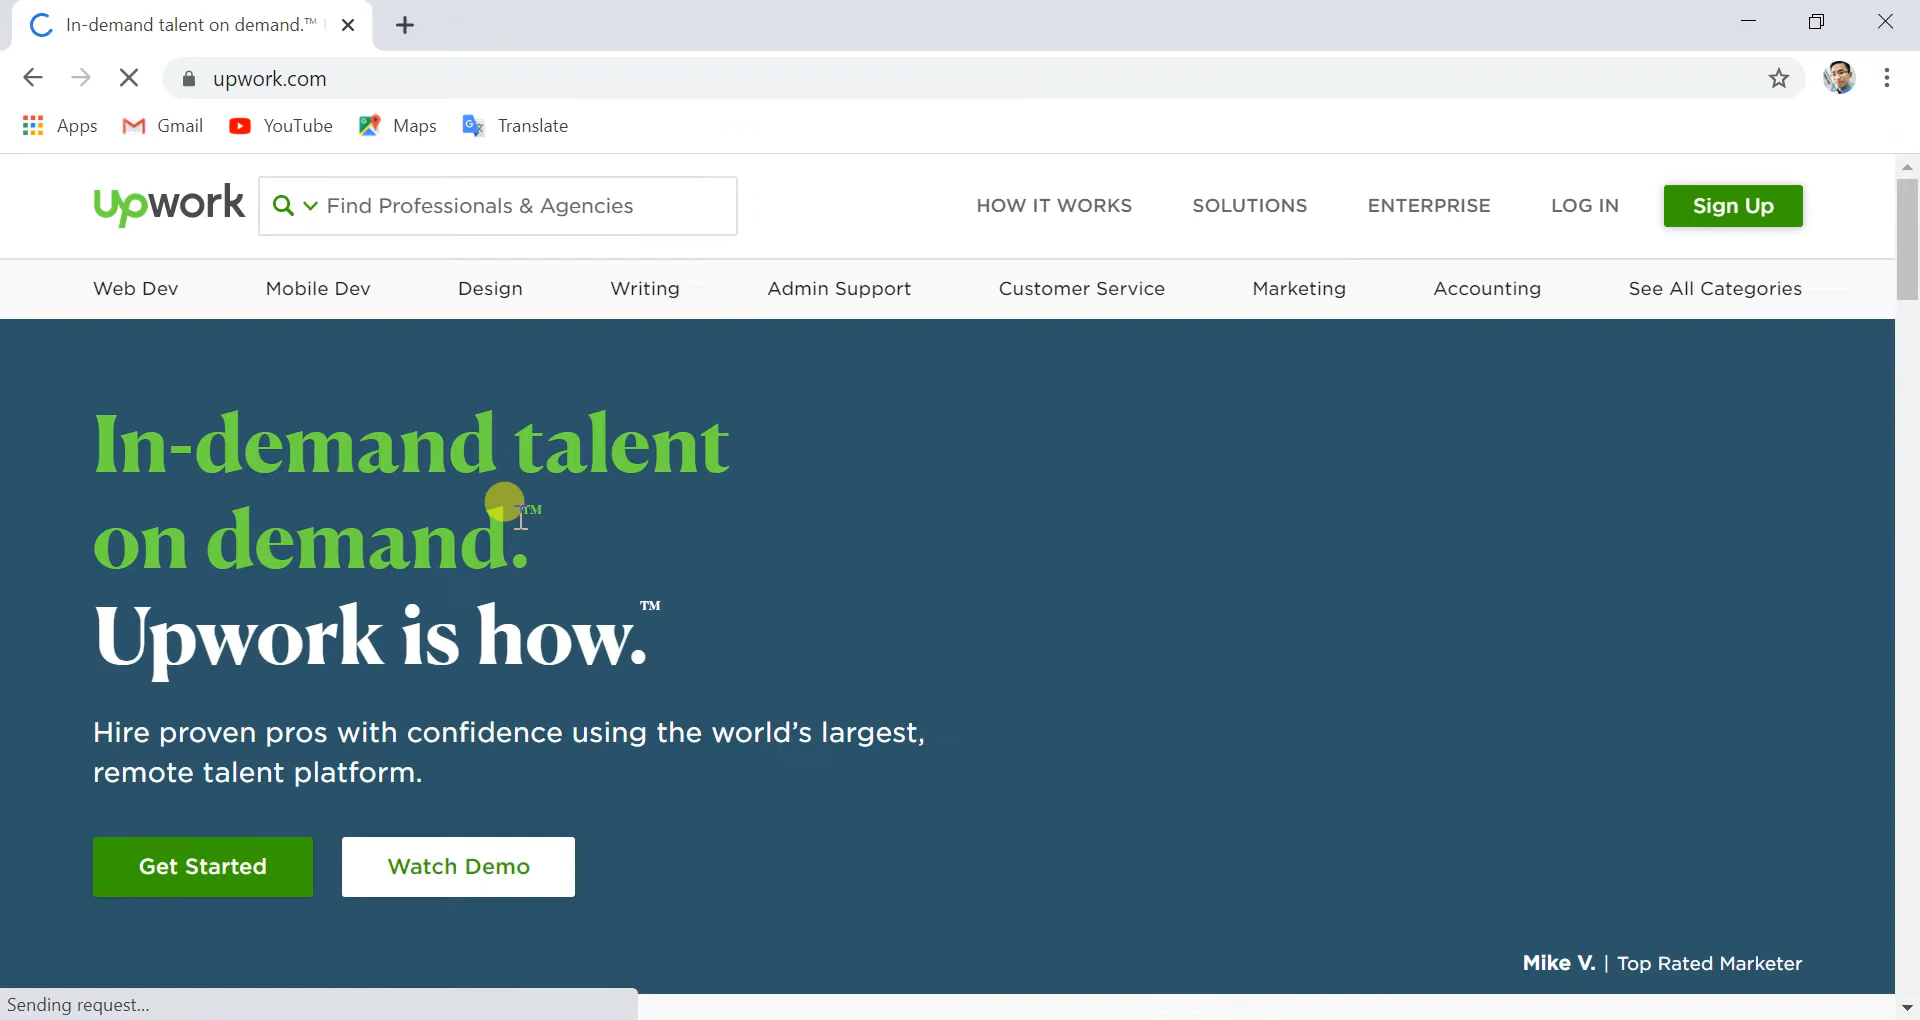 In-demand talent on demand.™
upwork.com
Apps Gmail YouTube Maps Translate
upwork Find Professionals & Agencies HOW IT WORKS SOLUTIONS ENTERPRISE LOG IN Sign Up
Web Dev Mobile Dev Design Writing Admin Support Customer Service Marketing Accounting See All Categories
In-demand talent
on demand.™
Upwork is how.™
Hire proven pros with confidence using the world’s largest,
remote talent platform.
Get Started Watch Demo
Mike V. | Top Rated Marketer
Sending request...